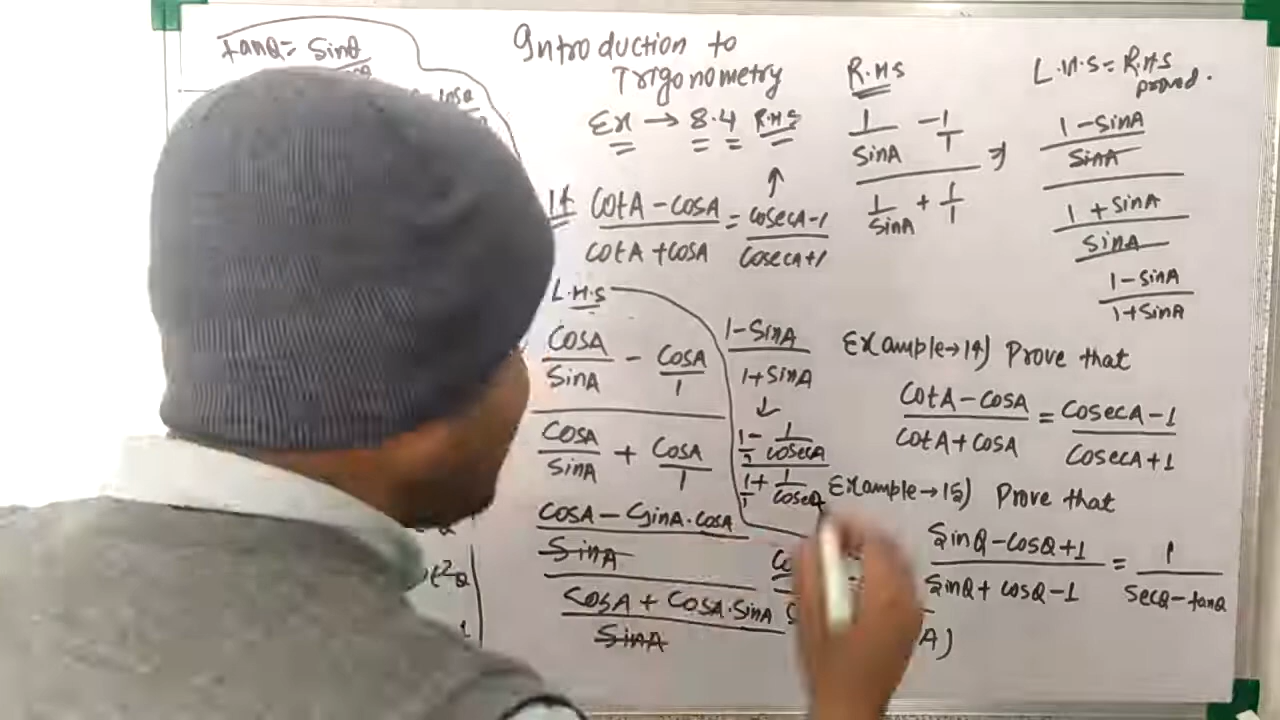 tanθ = Sinθ
Introduction to
Trigonometry
Ex → 8.4 R.H.S
14 CotA - CosA / CotA + CosA = CosecA - 1 / CosecA + 1
L.H.S
CosA / SinA - CosA / 1
CosA / SinA + CosA / 1
CosA - SinA.CosA
SinA
CosA + CosA.SinA
SinA
1 - SinA
1 + SinA
↓
1/1 - 1/CosecA
1/1 + 1/CosecA
R.H.S
1/SinA - 1/1 ⇒
1/SinA + 1/1
L.H.S = R.H.S
proved.
1 - SinA
SinA
1 + SinA
SinA
1 - SinA
1 + SinA
Example → 14) Prove that
CotA - CosA / CotA + CosA = CosecA - 1 / CosecA + 1
Example → 15) Prove that
SinQ - CosQ + 1 / SinQ + CosQ - 1 = 1 / SecQ - tanQ
A)